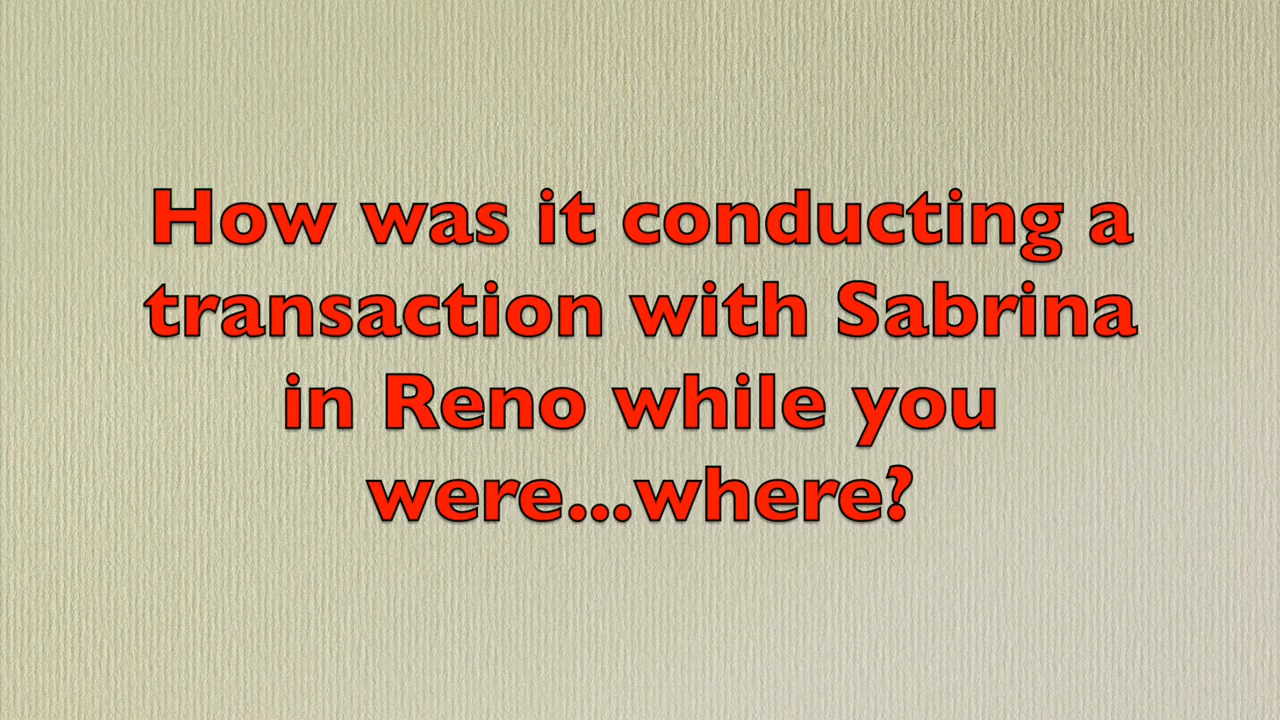 How was it conducting a
transaction with Sabrina
in Reno while you
were...where?